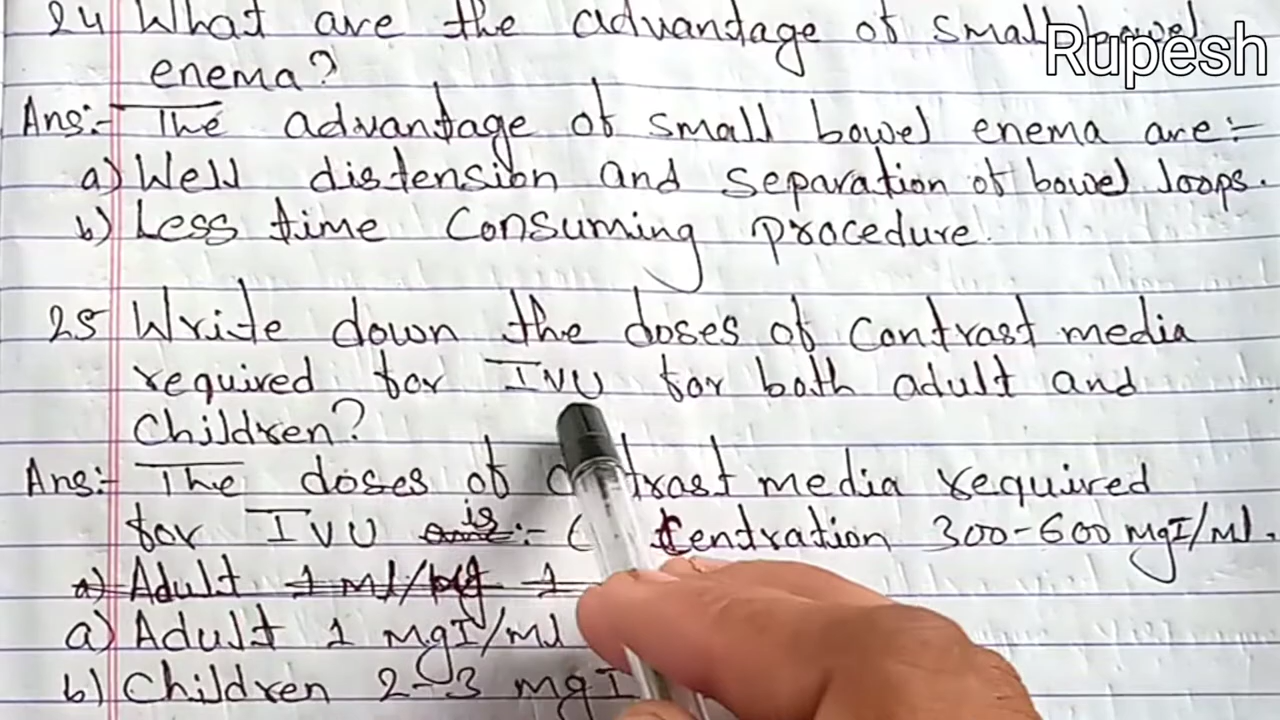 24 What are the advantage of small bowel
Rupesh
enema?
Ans:- The advantage of small bowel enema are:-
a) Well distension and separation of bowel loops.
b) Less time consuming procedure.
25 Write down the doses of contrast media
required for IVU for both adult and
children?
Ans:- The doses of contrast media required
for IVU is:- entration 300-600 mgI/ml.
a) Adult 1 ml/ 1
a) Adult 1 mgI/ml
b) Children 2-3 mgI